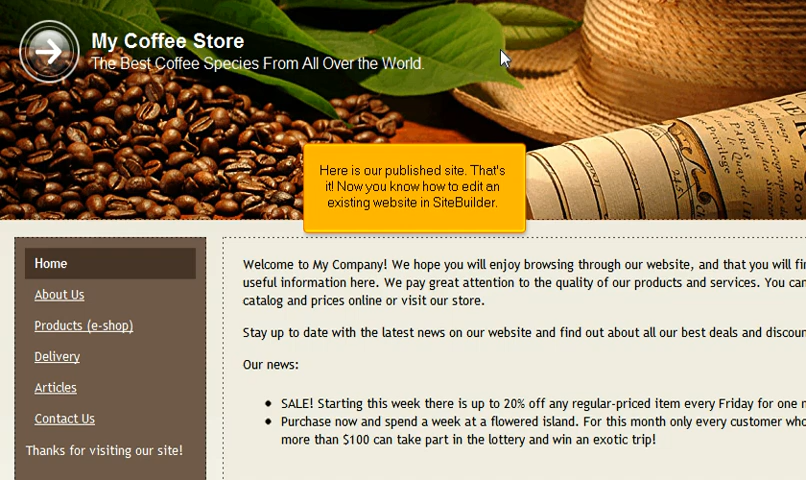 My Coffee Store
The Best Coffee Species From All Over the World.
Here is our published site. That's
it! Now you know how to edit an
existing website in SiteBuilder.
Home
About Us
Products (e-shop)
Delivery
Articles
Contact Us
Thanks for visiting our site!
Welcome to My Company! We hope you will enjoy browsing through our website, and that you will
useful information here. We pay great attention to the quality of our products and services. You
catalog and prices online or visit our store.
Stay up to date with the latest news on our website and find out about all our best deals and
Our news:
SALE! Starting this week there is up to 20% off any regular-priced item every Friday for one
Purchase now and spend a week at a flowered island. For this month only every customer
more than $100 can take part in the lottery and win an exotic trip!